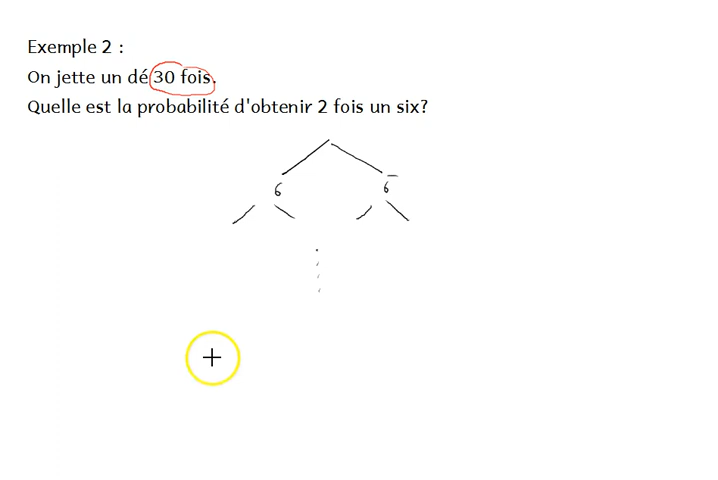 Exemple 2 :
On jette un dé 30 fois.
Quelle est la probabilité d'obtenir 2 fois un six?
6 6̅